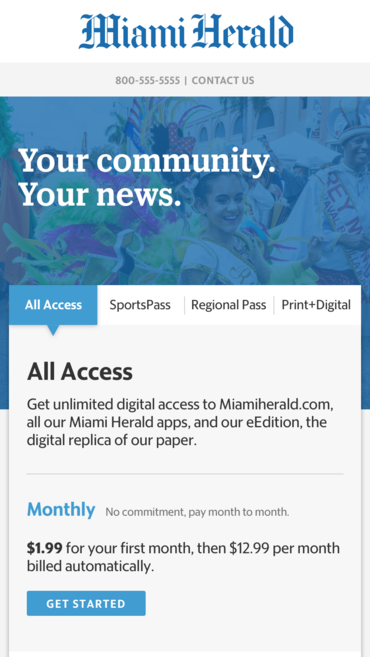 Miami Herald
800-555-5555 | CONTACT US
Your community.
Your news.
All Access SportsPass Regional Pass Print+Digital
All Access
Get unlimited digital access to Miamiherald.com,
all our Miami Herald apps, and our eEdition, the
digital replica of our paper.
Monthly No commitment, pay month to month.
$1.99 for your first month, then $12.99 per month
billed automatically.
GET STARTED